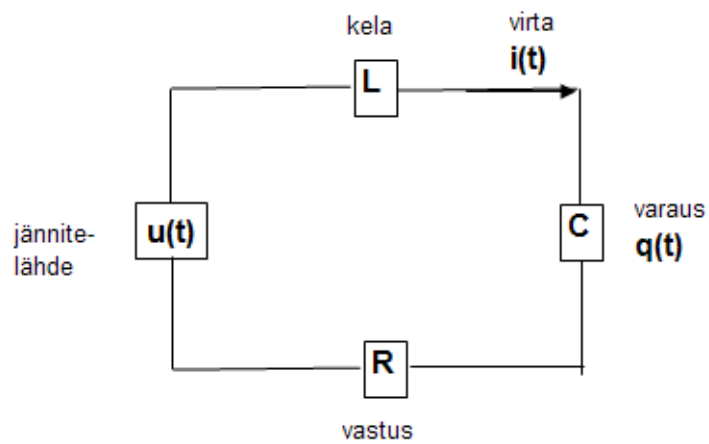 kela
virta
i(t)
L
jännite-
lähde
u(t)
C
varaus
q(t)
R
vastus